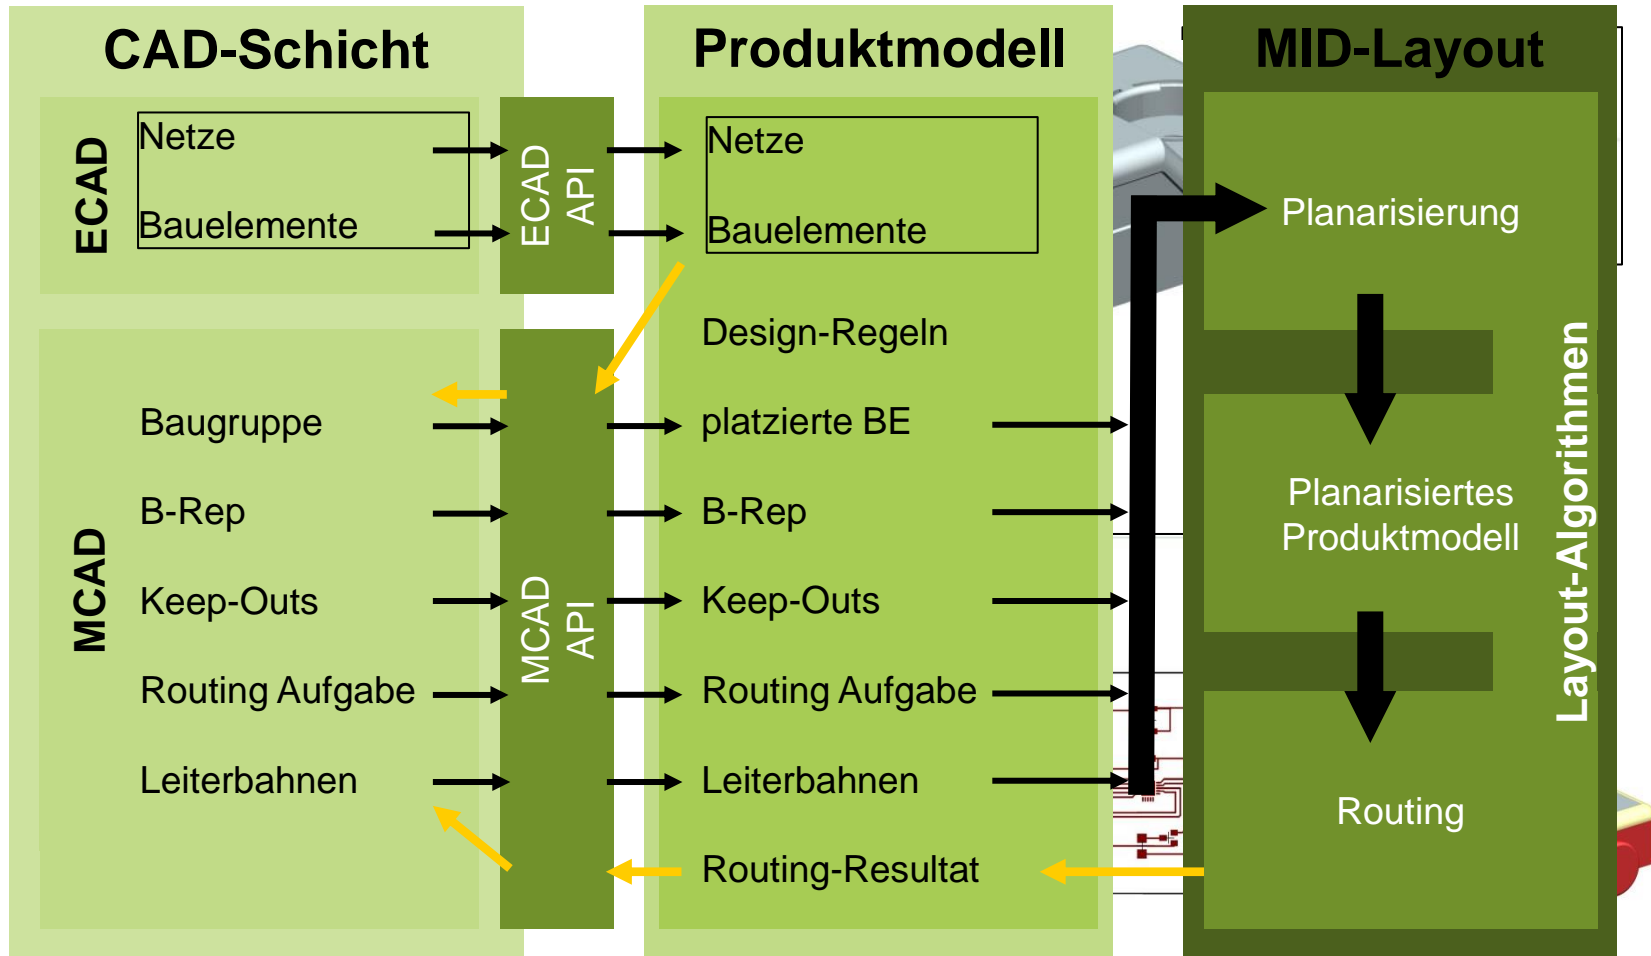 CAD-Schicht
ECAD
Netze
Bauelemente
MCAD
Baugruppe
B-Rep
Keep-Outs
Routing Aufgabe
Leiterbahnen
ECAD
API
MCAD
API
Produktmodell
Netze
Bauelemente
Design-Regeln
platzierte BE
B-Rep
Keep-Outs
Routing Aufgabe
Leiterbahnen
Routing-Resultat
MID-Layout
Planarisierung
Planarisiertes
Produktmodell
Routing
Layout-Algorithmen